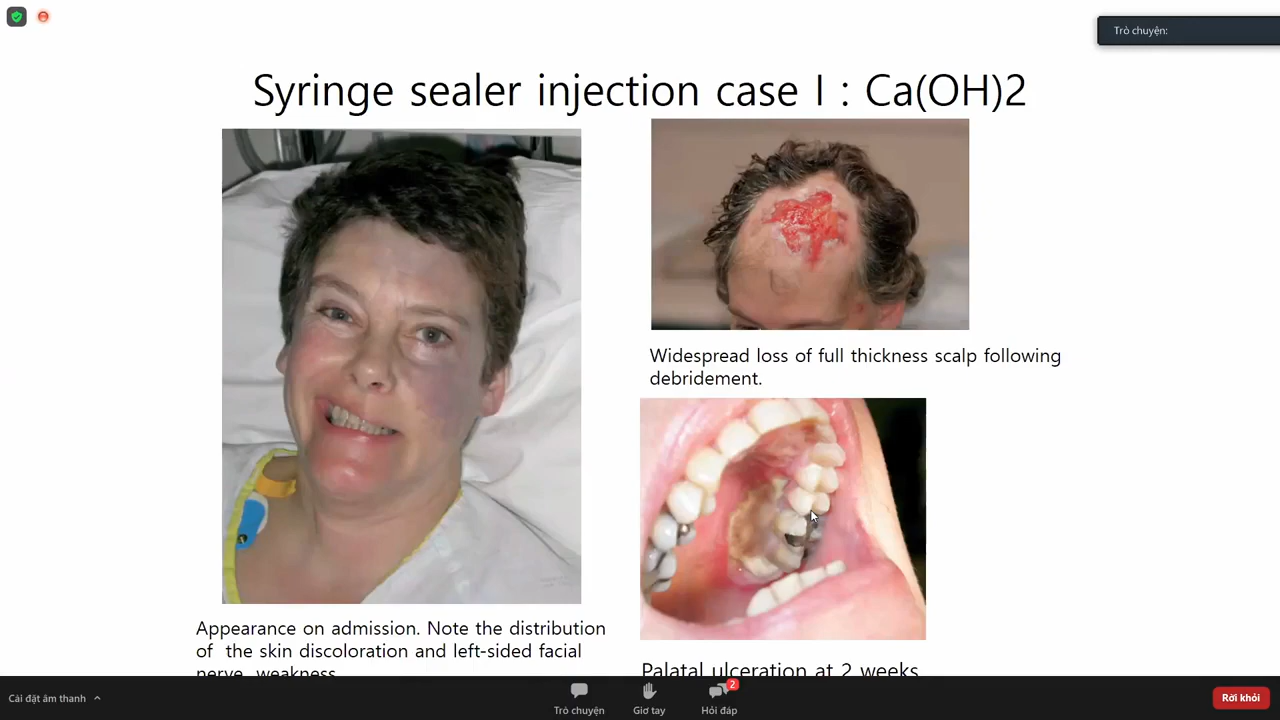 Trò chuyện:
Syringe sealer injection case I : Ca(OH)2
Widespread loss of full thickness scalp following
debridement.
Appearance on admission. Note the distribution
of the skin discoloration and left-sided facial
nerve weakness
Palatal ulceration at 2 weeks
Cài đặt âm thanh
Trò chuyện
Giơ tay
2
Hỏi đáp
Rời khỏi